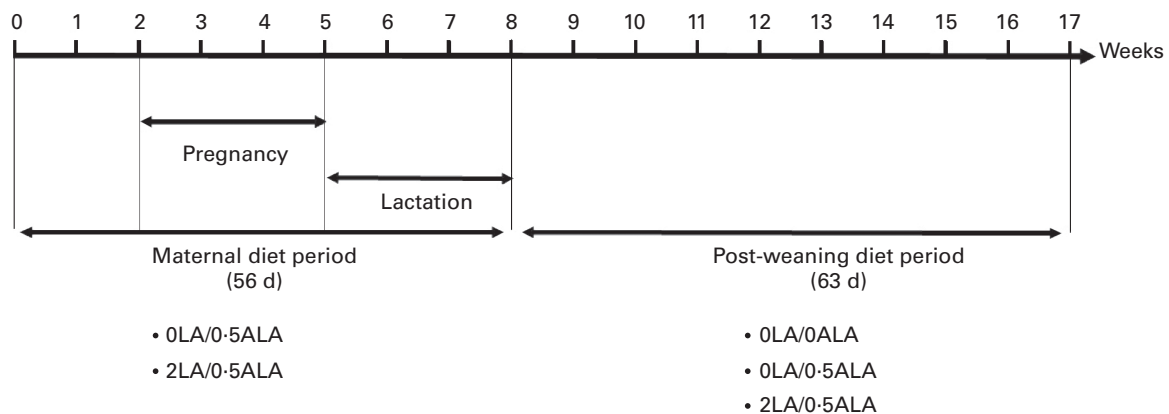 0 1 2 3 4 5 6 7 8 9 10 11 12 13 14 15 16 17
Weeks
Pregnancy
Lactation
Maternal diet period
(56 d)
• 0LA/0·5ALA
• 2LA/0·5ALA
Post-weaning diet period
(63 d)
• 0LA/0ALA
• 0LA/0·5ALA
• 2LA/0·5ALA